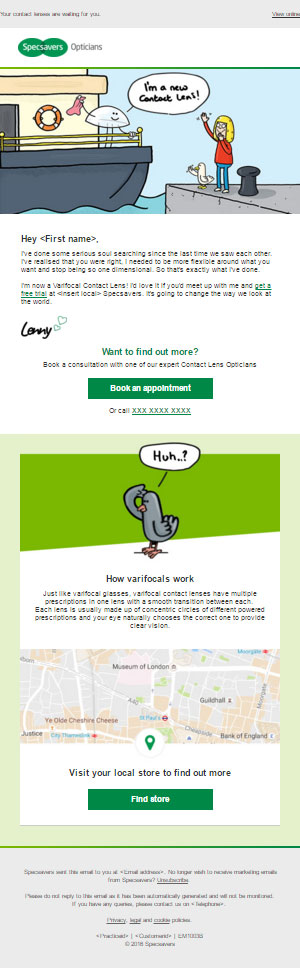 Your contact lenses are waiting for you.
View online
Specsavers Opticians
I'm a new
Contact Lens!
Hey <First name>,
I've done some serious soul searching since the last time we saw each other.
I've realised that you were right, I needed to be more flexible around what you
want and stop being so one dimensional. So that's exactly what I've done.
I'm now a Varifocal Contact Lens! I'd love it if you'd meet up with me and get a
free trial at <insert local> Specsavers. It's going to change the way we look at
the world.
Lenny
Want to find out more?
Book a consultation with one of our expert Contact Lens Opticians
Book an appointment
Or call XXX XXXX XXXX
Huh..?
How varifocals work
Just like varifocal glasses, varifocal contact lenses have multiple
prescriptions in one lens with a smooth transition between each.
Each lens is usually made up of concentric circles of different powered
prescriptions and your eye naturally chooses the correct one to provide
clear vision.
Moorgate
Museum of London
Moorgate
Guildhall
Ye Olde Cheshire Cheese
St Paul's
Justice
City Thameslink
Cheapside
Bank of England
Visit your local store to find out more
Find store
Specsavers sent this email to you at <Email address>. No longer wish to receive marketing emails
from Specsavers? Unsubscribe.
Please do not reply to this email as it has been automatically generated and will not be monitored.
If you have any queries, please contact us on <Telephone>.
Privacy, legal and cookie policies.
<Practiceid> | <Customerid> | EM10035
© 2016 Specsavers